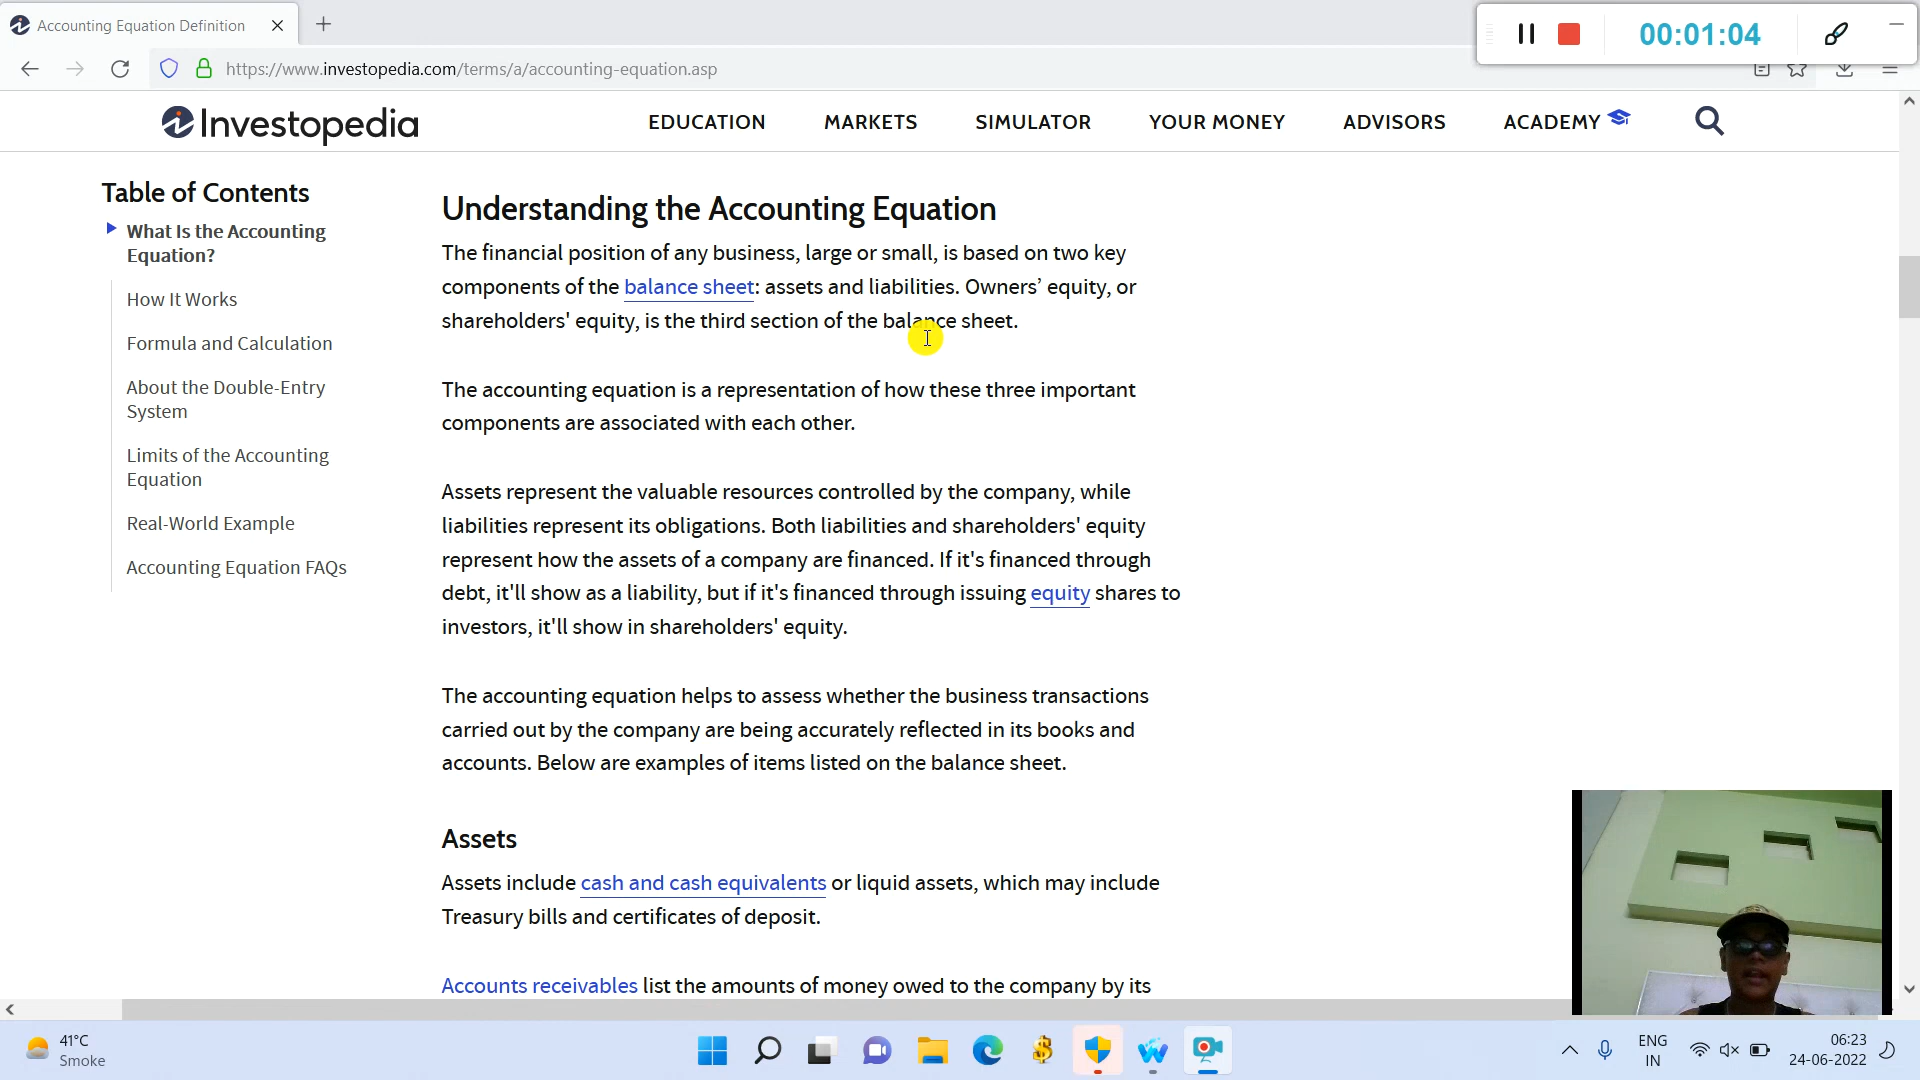 Accounting Equation Definition
00:01:04
https://www.investopedia.com/terms/a/accounting-equation.asp
Investopedia
EDUCATION
MARKETS
SIMULATOR
YOUR MONEY
ADVISORS
ACADEMY
Table of Contents
What Is the Accounting
Equation?
How It Works
Formula and Calculation
About the Double-Entry
System
Limits of the Accounting
Equation
Real-World Example
Accounting Equation FAQs
Understanding the Accounting Equation
The financial position of any business, large or small, is based on two key
components of the balance sheet: assets and liabilities. Owners’ equity, or
shareholders' equity, is the third section of the balance sheet.
The accounting equation is a representation of how these three important
components are associated with each other.
Assets represent the valuable resources controlled by the company, while
liabilities represent its obligations. Both liabilities and shareholders' equity
represent how the assets of a company are financed. If it's financed through
debt, it'll show as a liability, but if it's financed through issuing equity shares to
investors, it'll show in shareholders' equity.
The accounting equation helps to assess whether the business transactions
carried out by the company are being accurately reflected in its books and
accounts. Below are examples of items listed on the balance sheet.
Assets
Assets include cash and cash equivalents or liquid assets, which may include
Treasury bills and certificates of deposit.
Accounts receivables list the amounts of money owed to the company by its
41°C
Smoke
ENG
IN
06:23
24-06-2022